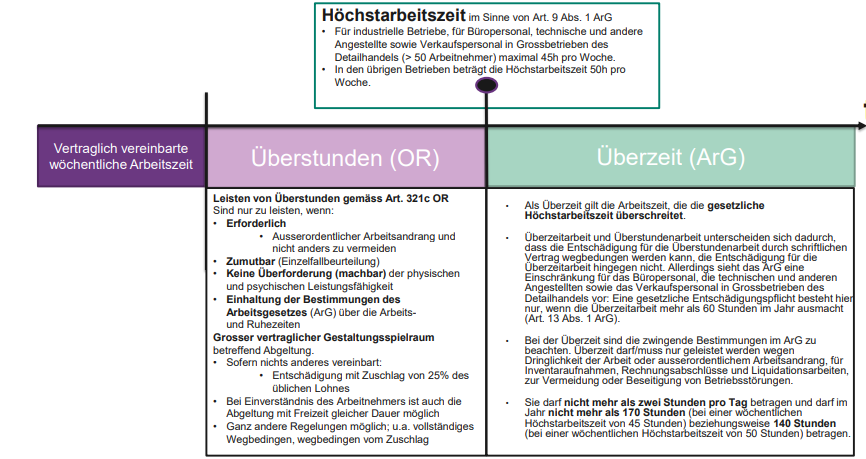 Höchstarbeitszeit im Sinne von Art. 9 Abs. 1 ArG
• Für industrielle Betriebe, für Büropersonal, technische und andere
Angestellte sowie Verkaufspersonal in Grossbetrieben des
Detailhandels (> 50 Arbeitnehmer) maximal 45h pro Woche.
• In den übrigen Betrieben beträgt die Höchstarbeitszeit 50h pro
Woche.
Vertraglich vereinbarte
wöchentliche Arbeitszeit
Überstunden (OR)
Überzeit (ArG)
Leisten von Überstunden gemäss Art. 321c OR
Sind nur zu leisten, wenn:
• Erforderlich
• Ausserordentlicher Arbeitsandrang und
nicht anders zu vermeiden
• Zumutbar (Einzelfallbeurteilung)
• Keine Überforderung (machbar) der physischen
und psychischen Leistungsfähigkeit
• Einhaltung der Bestimmungen des
Arbeitsgesetzes (ArG) über die Arbeits-
und Ruhezeiten
Grosser vertraglicher Gestaltungsspielraum
betreffend Abgeltung.
• Sofern nichts anderes vereinbart:
• Entschädigung mit Zuschlag von 25% des
üblichen Lohnes
• Bei Einverständnis des Arbeitnehmers ist auch die
Abgeltung mit Freizeit gleicher Dauer möglich
• Ganz andere Regelungen möglich; u.a. vollständiges
Wegbedingen, wegbedingen vom Zuschlag
• Als Überzeit gilt die Arbeitszeit, die die gesetzliche
Höchstarbeitszeit überschreitet.
• Überzeitarbeit und Überstundenarbeit unterscheiden sich dadurch,
dass die Entschädigung für die Überstundenarbeit durch schriftlichen
Vertrag wegbedungen werden kann, die Entschädigung für die
Überzeitarbeit hingegen nicht. Allerdings sieht das ArG eine
Einschränkung für das Büropersonal, die technischen und anderen
Angestellten sowie das Verkaufspersonal in Grossbetrieben des
Detailhandels vor: Eine gesetzliche Entschädigungspflicht besteht hier
nur, wenn die Überzeitarbeit mehr als 60 Stunden im Jahr ausmacht
(Art. 13 Abs. 1 ArG).
• Bei der Überzeit sind die zwingende Bestimmungen im ArG zu
beachten. Überzeit darf/muss nur geleistet werden wegen
Dringlichkeit der Arbeit oder ausserordentlichem Arbeitsandrang, für
Inventaraufnahmen, Rechnungsabschlüsse und Liquidationsarbeiten,
zur Vermeidung oder Beseitigung von Betriebsstörungen.
• Sie darf nicht mehr als zwei Stunden pro Tag betragen und darf im
Jahr nicht mehr als 170 Stunden (bei einer wöchentlichen
Höchstarbeitszeit von 45 Stunden) beziehungsweise 140 Stunden
(bei einer wöchentlichen Höchstarbeitszeit von 50 Stunden) betragen.